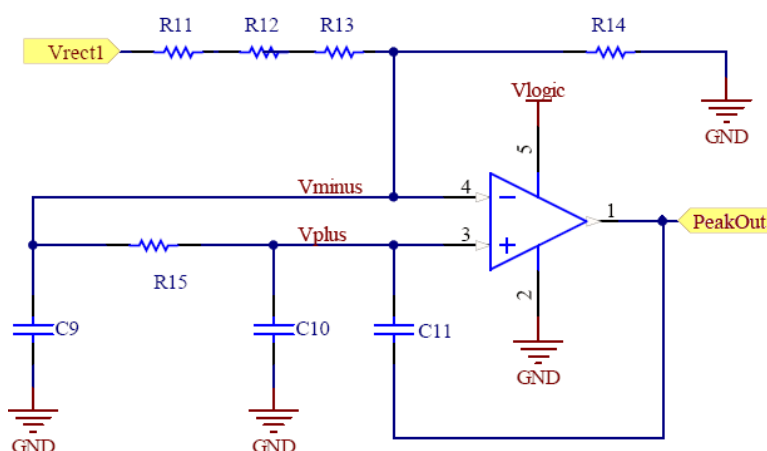 R11
R12
R13
R14
Vrect1
Vlogic
GND
5
Vminus
4
1
PeakOut
Vplus
3
R15
2
C9
C10
C11
GND
GND
GND